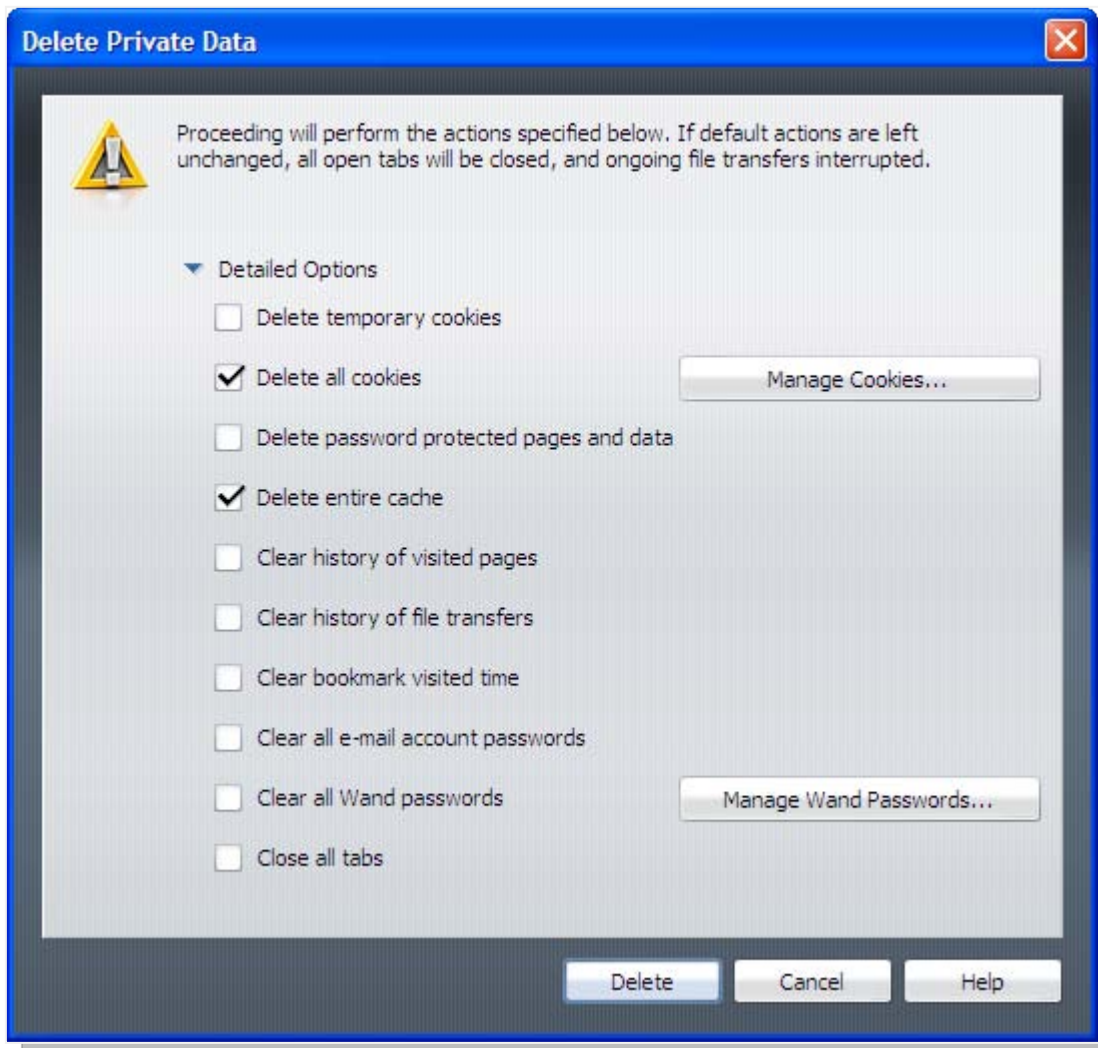 Delete Private Data
Proceeding will perform the actions specified below. If default actions are left
unchanged, all open tabs will be closed, and ongoing file transfers interrupted.
Detailed Options
Delete temporary cookies
Delete all cookies
Manage Cookies...
Delete password protected pages and data
Delete entire cache
Clear history of visited pages
Clear history of file transfers
Clear bookmark visited time
Clear all e-mail account passwords
Clear all Wand passwords
Manage Wand Passwords...
Close all tabs
Delete
Cancel
Help